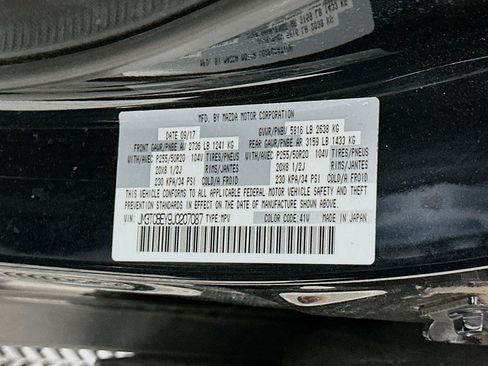 MFD. BY MAZDA MOTOR CORPORATION
DATE 09/17 GVWR/PNBV 5816 LB 2638 KG
FRONT GAWR/PNBE AV 2736 LB 1241 KG REAR GAWR/PNBE AR 3159 LB 1433 KG
WITH/AVEC P255/50R20 104V TIRES/PNEUS WITH/AVEC P255/50R20 104V TIRES/PNEUS
20X8 1/2J RIMS/JANTES 20X8 1/2J RIMS/JANTES
230 KPA/34 PSI COLD/A FROID 230 KPA/34 PSI COLD/A FROID
THIS VEHICLE CONFORMS TO ALL APPLICABLE FEDERAL MOTOR VEHICLE SAFETY
THEFT PREVENTION STANDARDS IN EFFECT ON THE
DATE OF MANUFACTURE SHOWN ABOVE.
VIN: JM3TCBEY9J0207087 TYPE:MPV COLOR CODE:41W MADE IN JAPAN